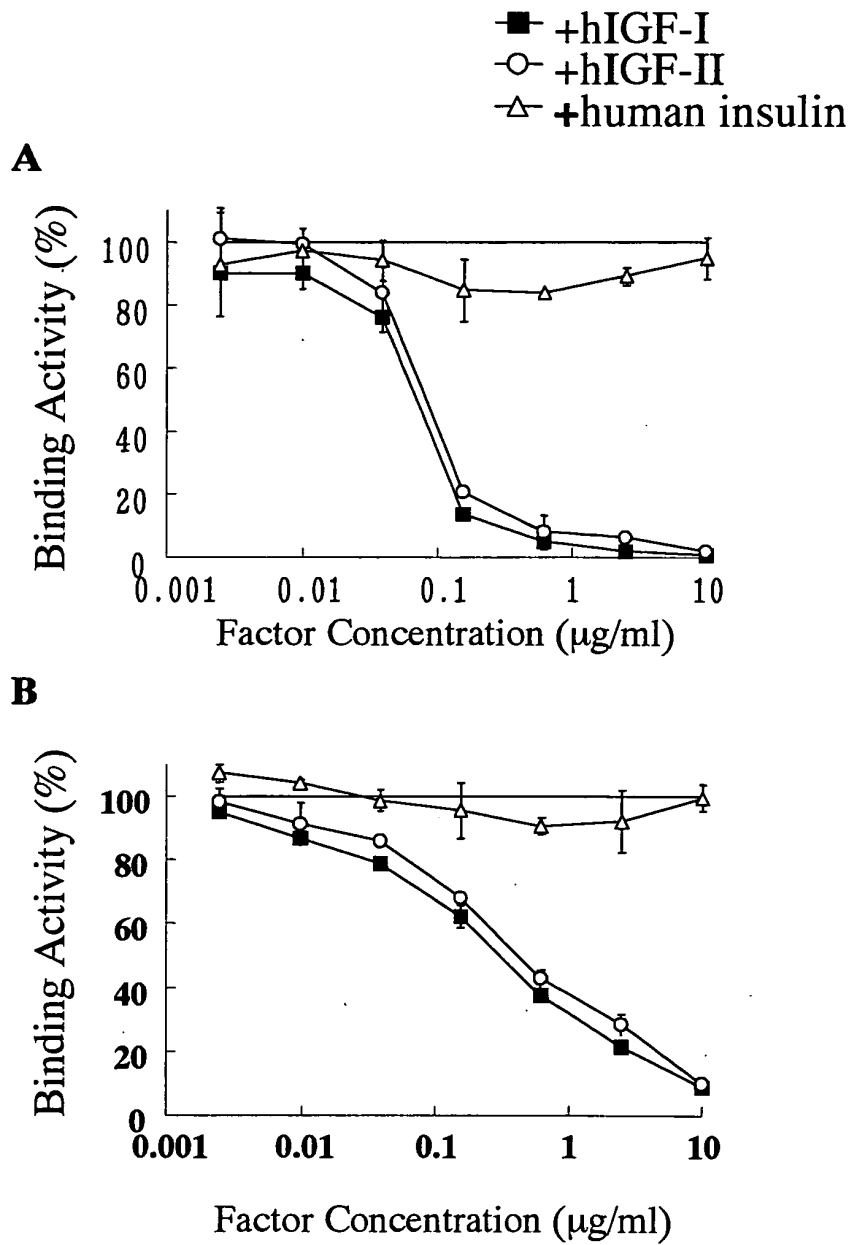 +hIGF-I
+hIGF-II
+human insulin
A
Binding Activity (%)
100
80
60
40
20
0
0.001 0.01 0.1 1 10
Factor Concentration (μg/ml)
B
Binding Activity (%)
100
80
60
40
20
0
0.001 0.01 0.1 1 10
Factor Concentration (μg/ml)